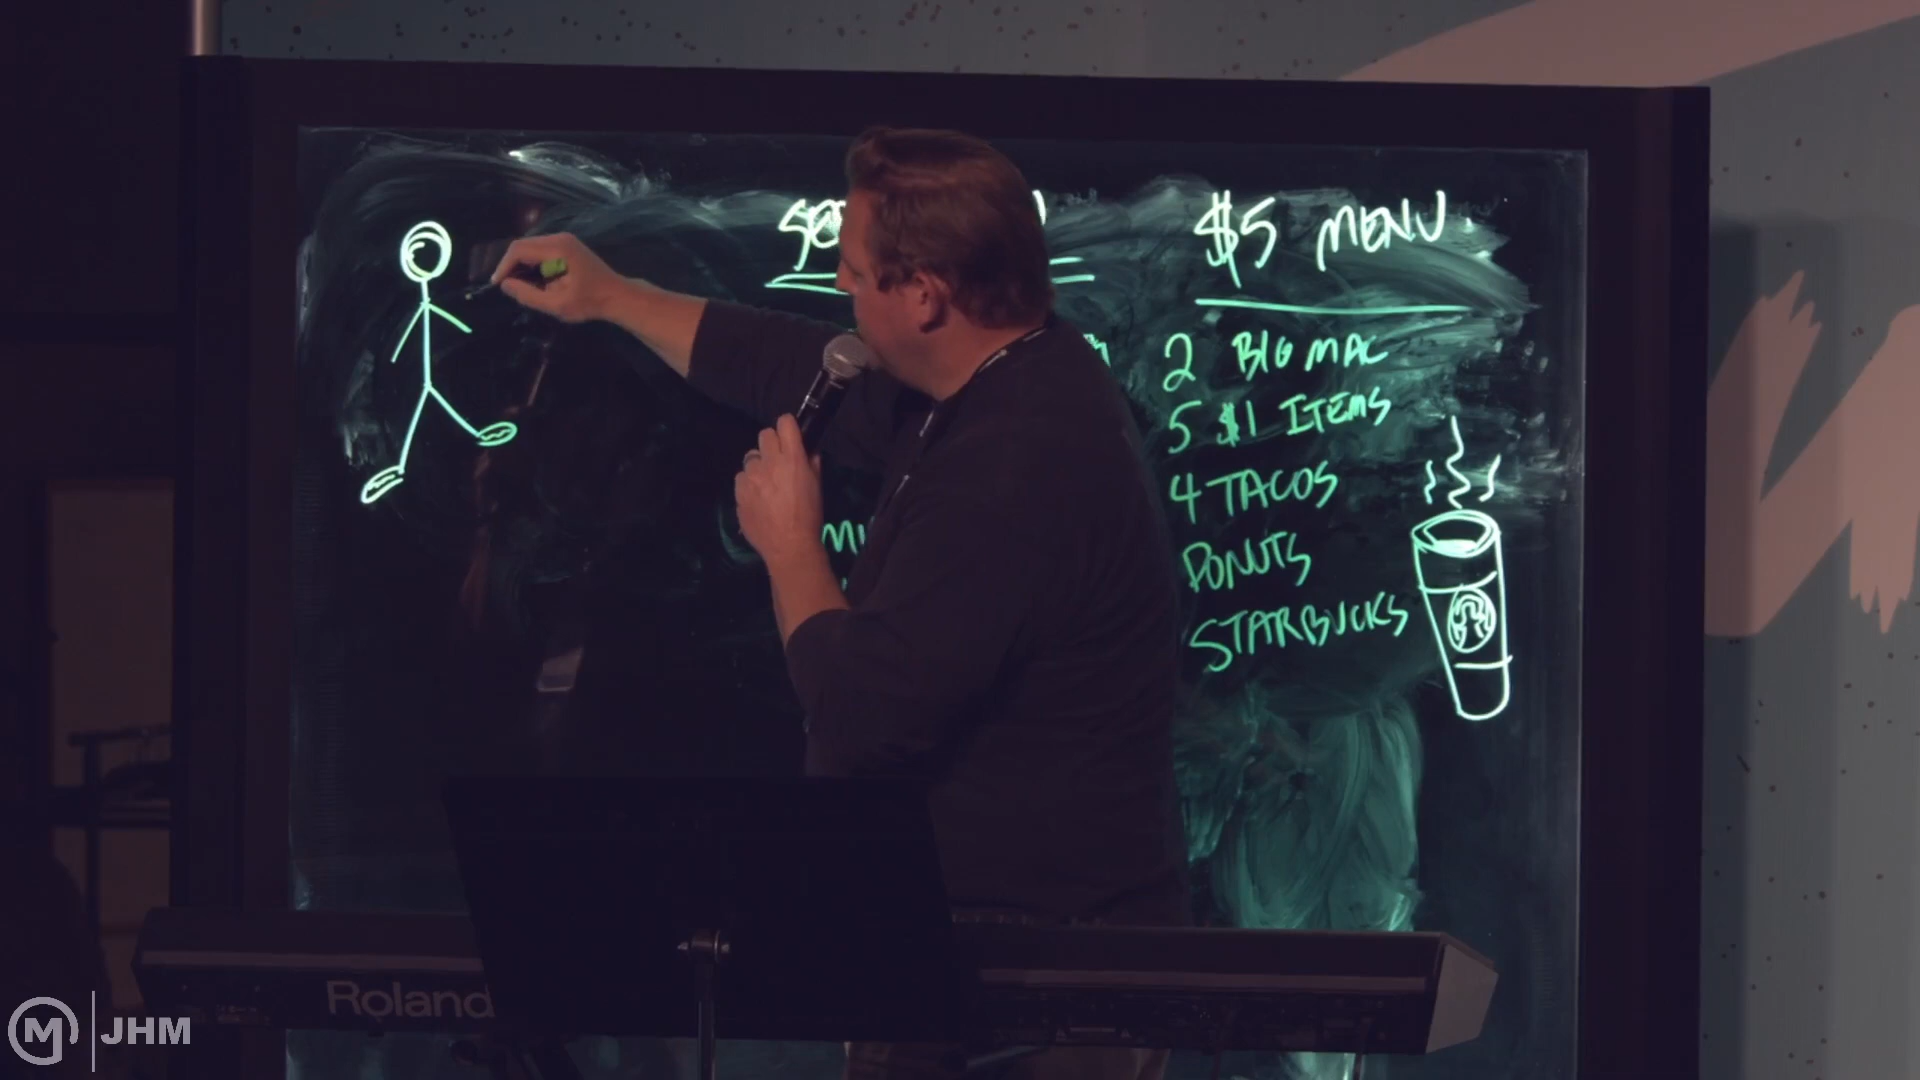 $5 MENU
2 BIG MAC
5 $1 ITEMS
4 TACOS
DONUTS
STARBUCKS
Roland
M JHM